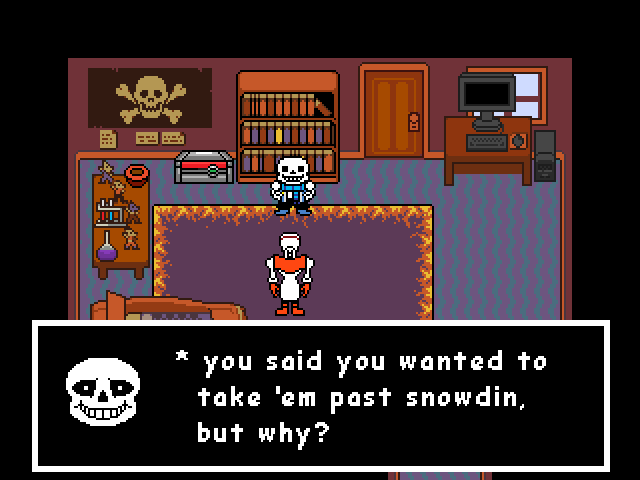 * you said you wanted to
take 'em past snowdin,
but why?